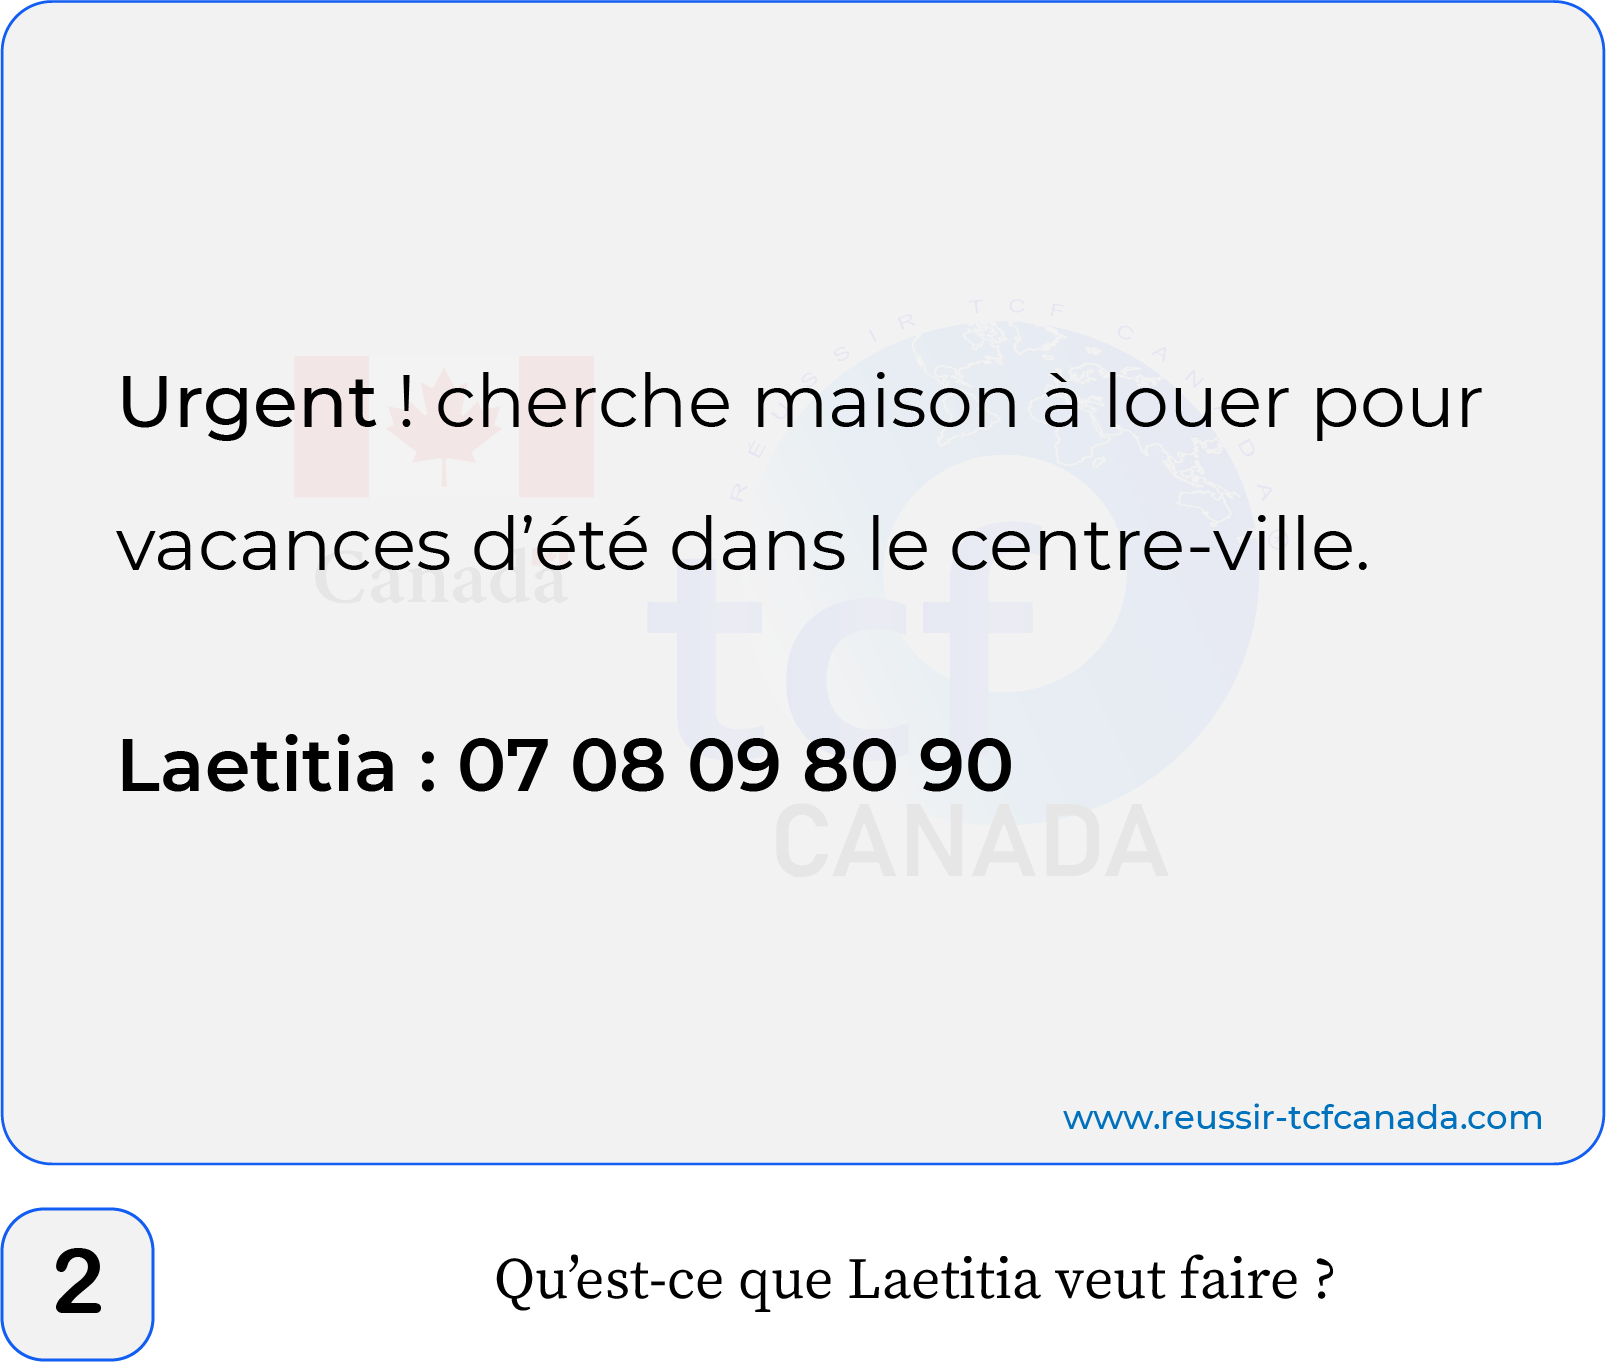 Urgent ! cherche maison à louer pour
vacances d’été dans le centre-ville.
Laetitia : 07 08 09 80 90
RÉUSSIR TCF CANADA
Canada
tcf
CANADA
www.reussir-tcfcanada.com
2
Qu’est-ce que Laetitia veut faire ?